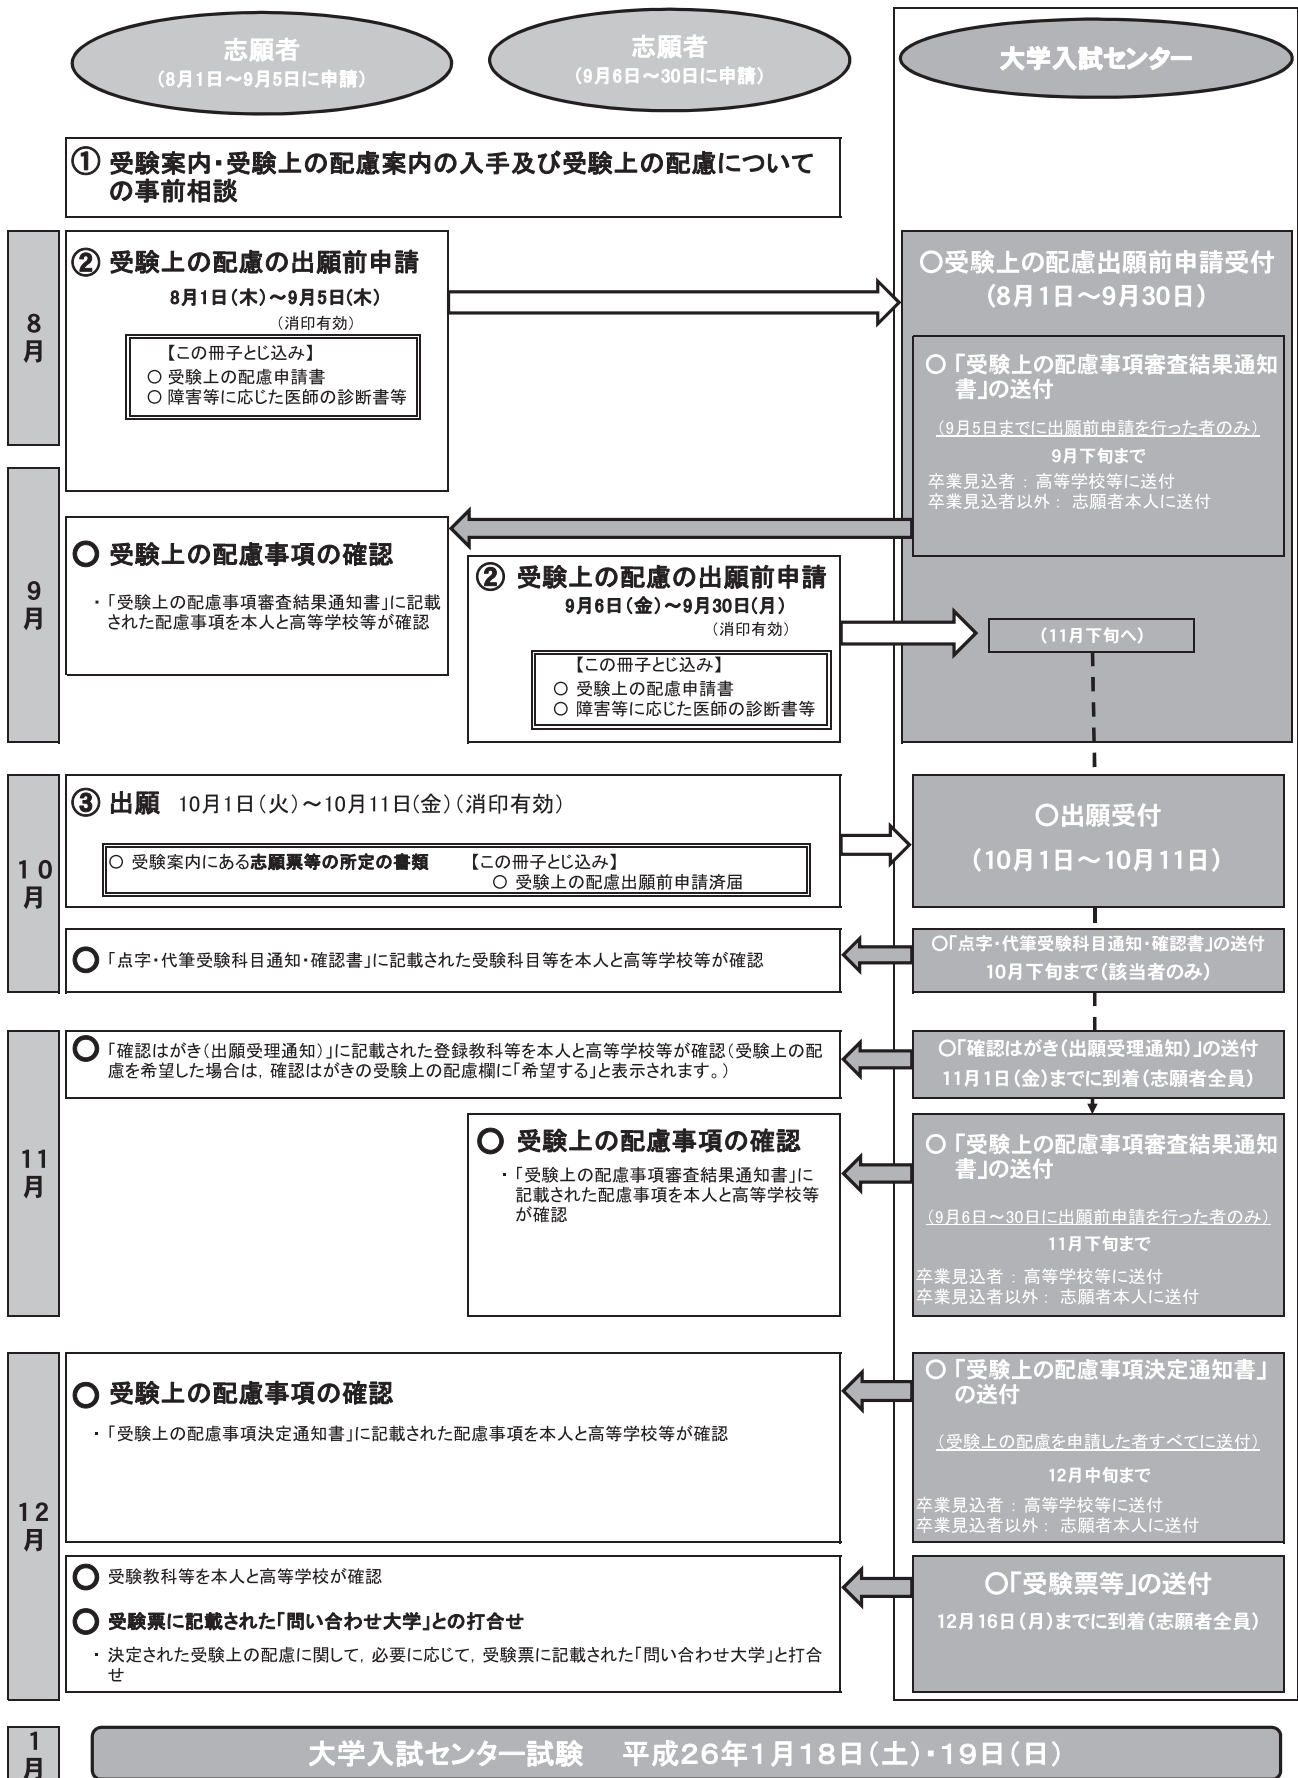 志願者
(8月1日～9月5日に申請)
志願者
(9月6日～30日に申請)
大学入試センター
① 受験案内・受験上の配慮案内の入手及び受験上の配慮について
の事前相談
8
月
② 受験上の配慮の出願前申請
8月1日(木)～9月5日(木)
(消印有効)
【この冊子とじ込み】
○ 受験上の配慮申請書
○ 障害等に応じた医師の診断書等
○受験上の配慮出願前申請受付
(8月1日～9月30日)
○「受験上の配慮事項審査結果通知
書」の送付
(9月5日までに出願前申請を行った者のみ)
9月下旬まで
卒業見込者 : 高等学校等に送付
卒業見込者以外 : 志願者本人に送付
9
月
○ 受験上の配慮事項の確認
・「受験上の配慮事項審査結果通知書」に記載
された配慮事項を本人と高等学校等が確認
② 受験上の配慮の出願前申請
9月6日(金)～9月30日(月)
(消印有効)
【この冊子とじ込み】
○ 受験上の配慮申請書
○ 障害等に応じた医師の診断書等
(11月下旬へ)
10
月
③ 出願 10月1日(火)～10月11日(金)(消印有効)
○ 受験案内にある志願票等の所定の書類 【この冊子とじ込み】
○ 受験上の配慮出願前申請済届
○出願受付
(10月1日～10月11日)
○ 「点字・代筆受験科目通知・確認書」に記載された受験科目等を本人と高等学校等が確認
○「点字・代筆受験科目通知・確認書」の送付
10月下旬まで(該当者のみ)
11
月
○ 「確認はがき(出願受理通知)」に記載された登録教科等を本人と高等学校等が確認(受験上の配
慮を希望した場合は,確認はがきの受験上の配慮欄に「希望する」と表示されます。)
○「確認はがき(出願受理通知)」の送付
11月1日(金)までに到着(志願者全員)
○ 受験上の配慮事項の確認
・「受験上の配慮事項審査結果通知書」に
記載された配慮事項を本人と高等学校等
が確認
○「受験上の配慮事項審査結果通知
書」の送付
(9月6日～30日に出願前申請を行った者のみ)
11月下旬まで
卒業見込者 : 高等学校等に送付
卒業見込者以外 : 志願者本人に送付
12
月
○ 受験上の配慮事項の確認
・「受験上の配慮事項決定通知書」に記載された配慮事項を本人と高等学校等が確認
○「受験上の配慮事項決定通知書」
の送付
(受験上の配慮を申請した者すべてに送付)
12月中旬まで
卒業見込者 : 高等学校等に送付
卒業見込者以外 : 志願者本人に送付
○ 受験教科等を本人と高等学校が確認
○ 受験票に記載された「問い合わせ大学」との打合せ
・決定された受験上の配慮に関して,必要に応じて,受験票に記載された「問い合わせ大学」と打合
せ
○「受験票等」の送付
12月16日(月)までに到着(志願者全員)
1
月
大学入試センター試験 平成26年1月18日(土)・19日(日)